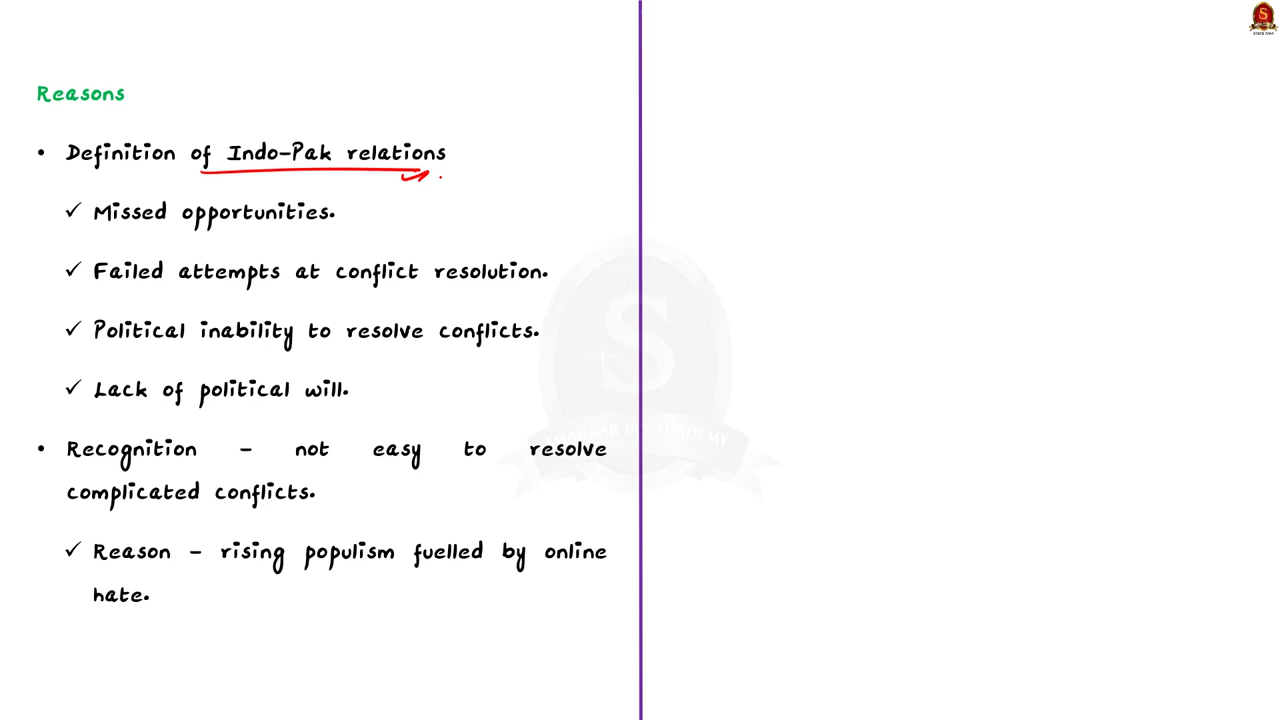 Reasons
• Definition of Indo-Pak relations
✓ Missed opportunities.
✓ Failed attempts at conflict resolution.
✓ Political inability to resolve conflicts.
✓ Lack of political will.
• Recognition - not easy to resolve
complicated conflicts.
✓ Reason - rising populism fuelled by online
hate.
S